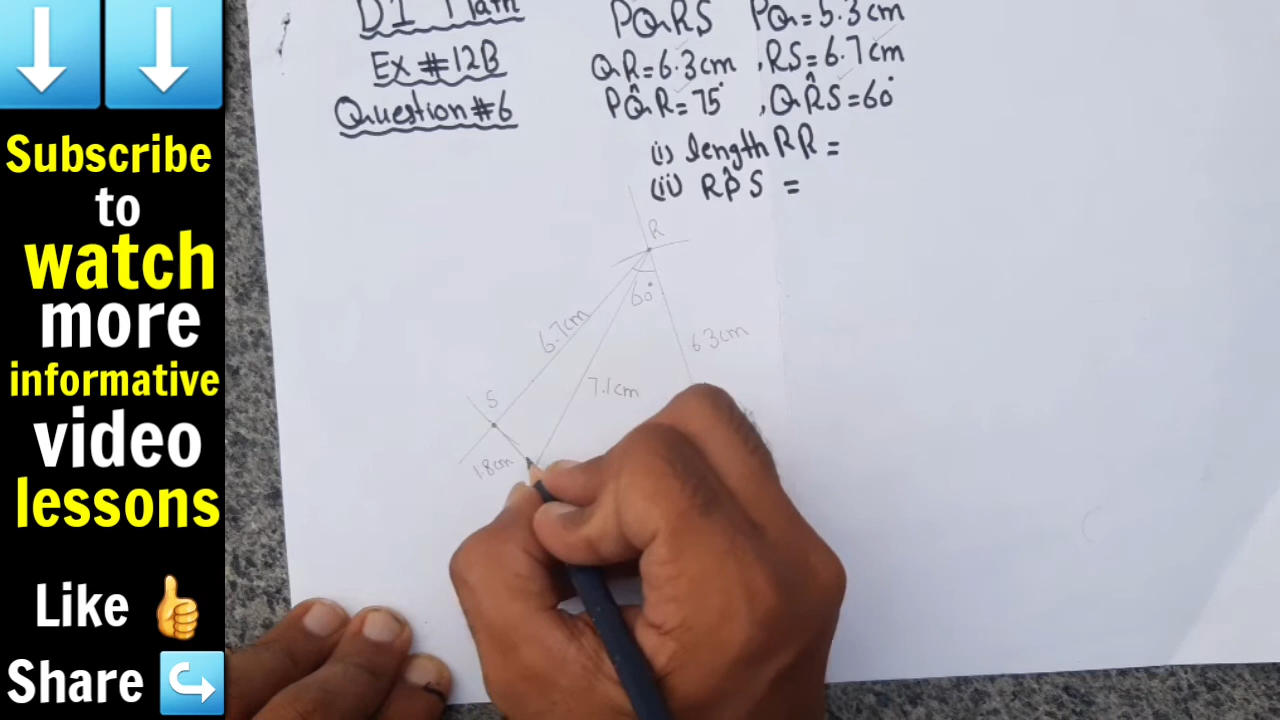 Subscribe
to
watch
more
informative
video
lessons
Like
Share
D1 Math
Ex #12B
Question #6
PQRS PQ=5.3cm
QR=6.3cm ,RS=6.7cm
PQ̂R=75° ,QR̂S=60°
(i) length RR =
(ii) RP̂S =
R
60°
6.7cm
6.3cm
7.1cm
S
1.8cm